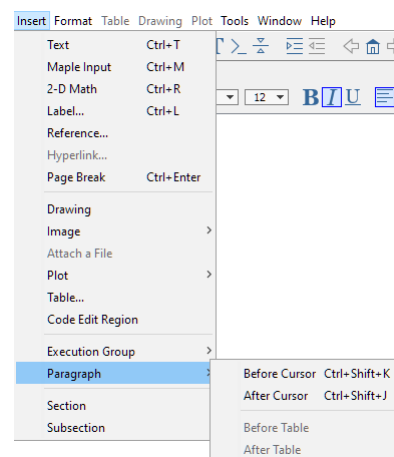 Insert Format Table Drawing Plot Tools Window Help
Text Ctrl+T
Maple Input Ctrl+M
2-D Math Ctrl+R
Label... Ctrl+L
Reference...
Hyperlink...
Page Break Ctrl+Enter
12 B I U
Drawing
Image
Attach a File
Plot
Table...
Code Edit Region
Execution Group
Paragraph
Before Cursor Ctrl+Shift+K
After Cursor Ctrl+Shift+J
Section
Subsection
Before Table
After Table